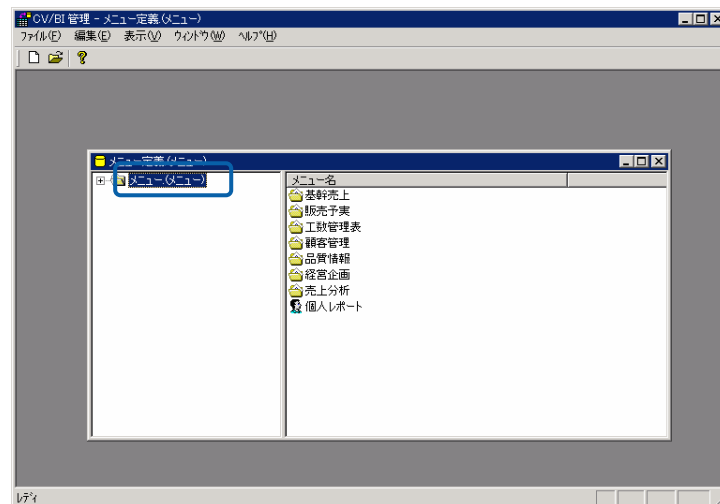 CV/BI 管理 - メニュー定義(メニュー)
ファイル(F) 編集(E) 表示(V) ウィンドウ(W) ヘルプ(H)
メニュー定義(メニュー)
メニュー(メニュー)
メニュー名
基幹売上
販売予実
工数管理表
顧客管理
品質情報
経営企画
売上分析
個人レポート
レディ